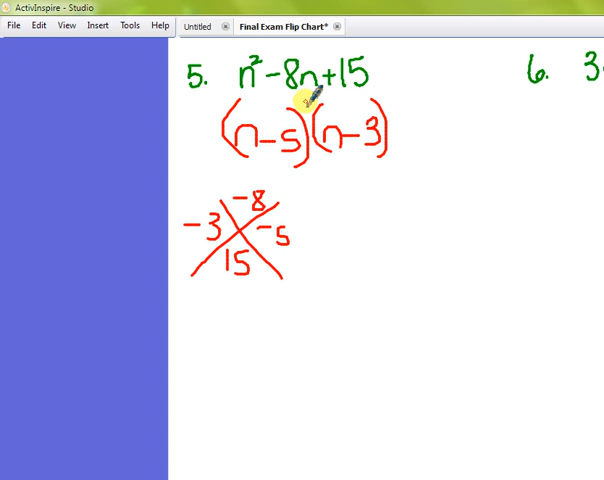 ActivInspire - Studio
File Edit View Insert Tools Help
Untitled Final Exam Flip Chart*
5. n² - 8n + 15
6. 3
(n - 5)(n - 3)
-8
-3 -5
15